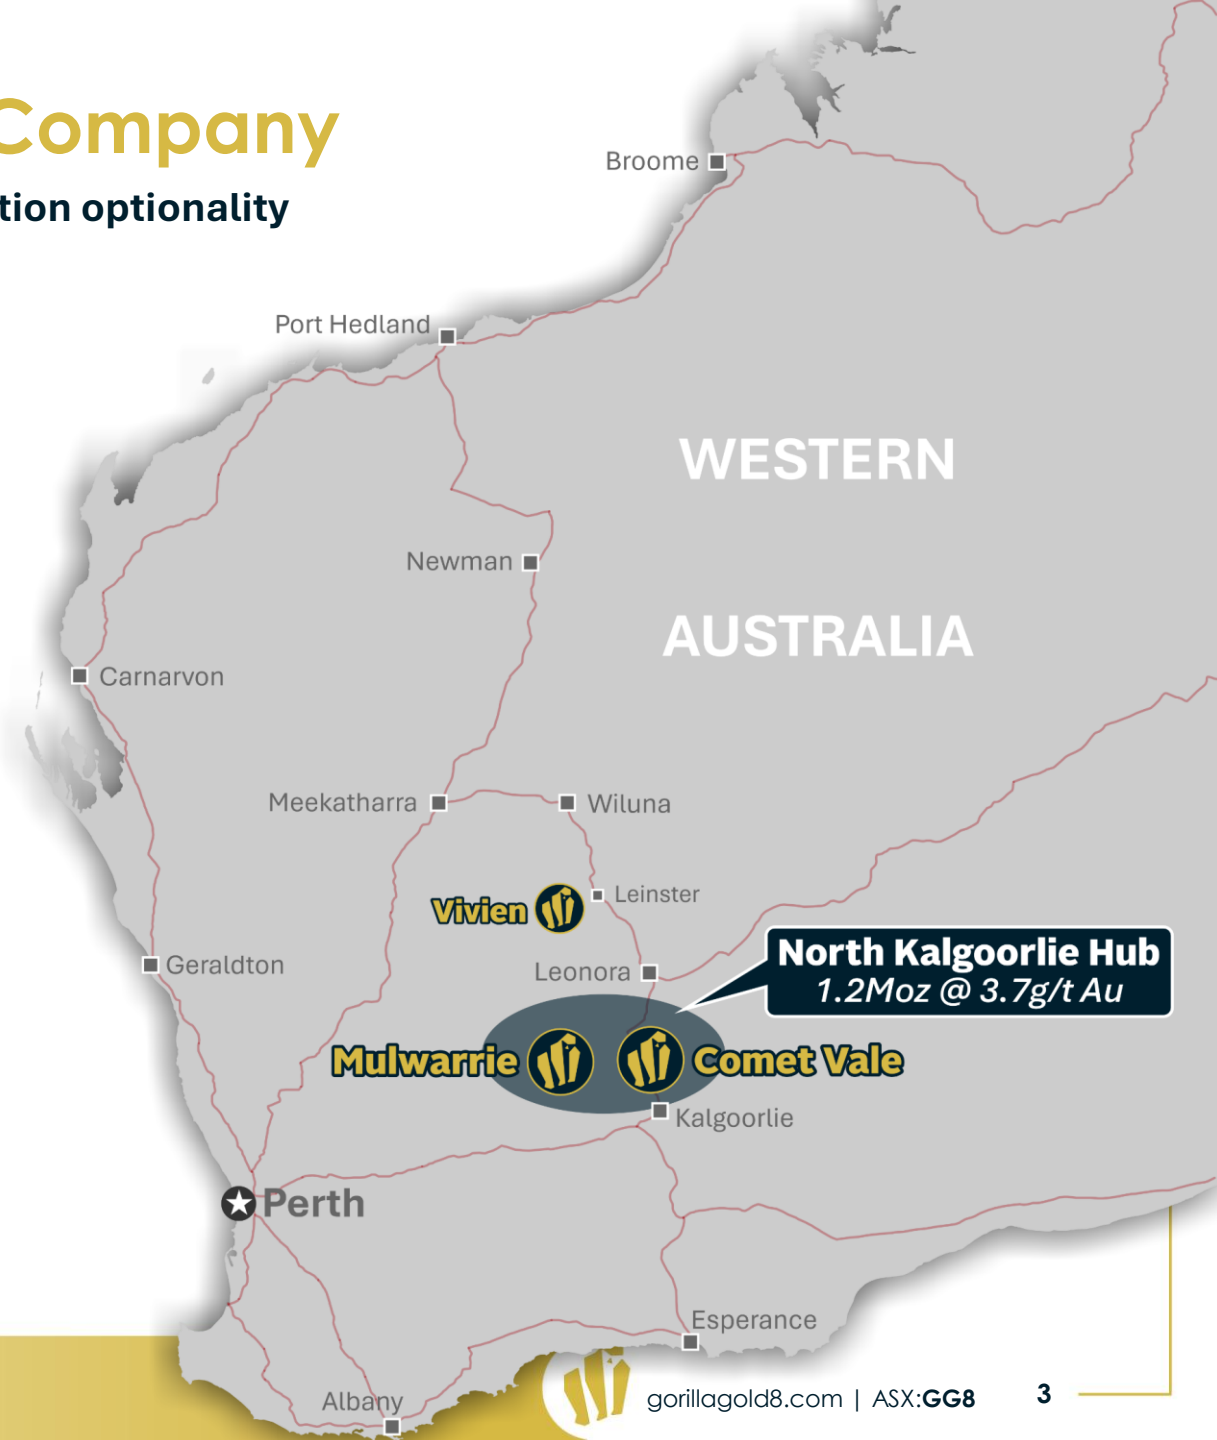 Company
tion optionality
Broome
Port Hedland
WESTERN
Newman
AUSTRALIA
Carnarvon
Meekatharra
Wiluna
Leinster
Vivien
North Kalgoorlie Hub
1.2Moz @ 3.7g/t Au
Geraldton
Leonora
Mulwarrie
Comet Vale
Kalgoorlie
Perth
Esperance
Albany
gorillagold8.com | ASX:GG8
3